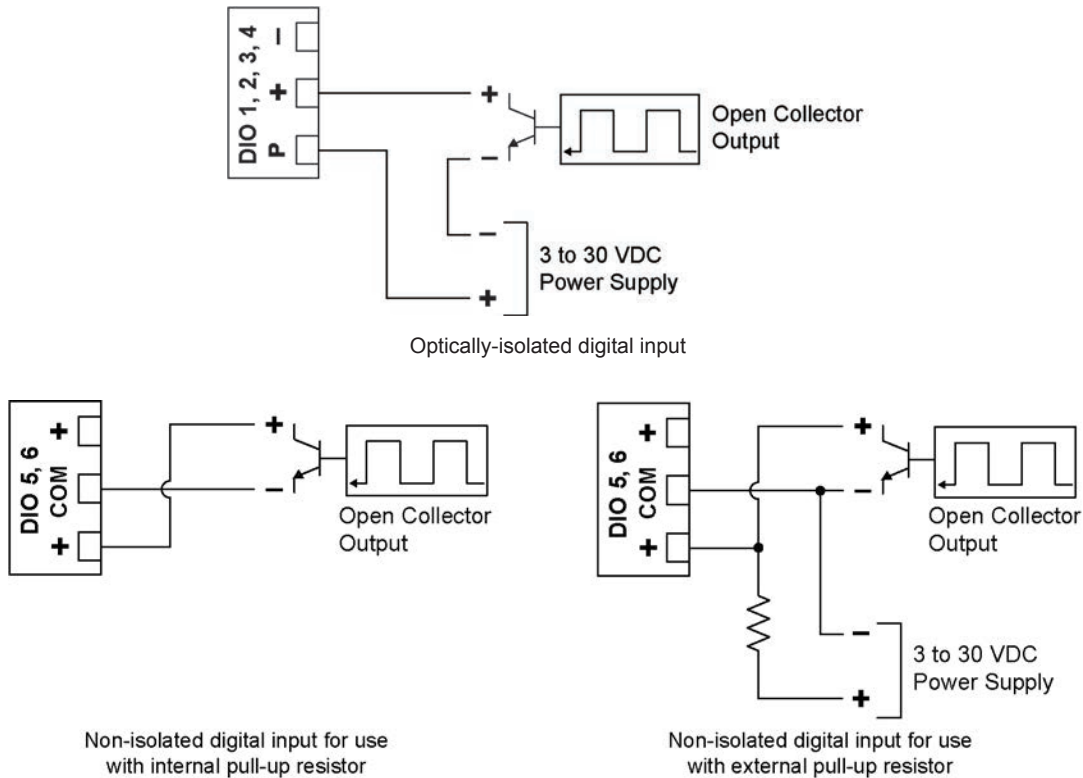 DIO 1, 2, 3, 4
−
+
P
+
−
Open Collector
Output
−
+
3 to 30 VDC
Power Supply
Optically-isolated digital input
DIO 5, 6
+
COM
+
+
−
Open Collector
Output
Non-isolated digital input for use
with internal pull-up resistor
DIO 5, 6
+
COM
+
+
−
Open Collector
Output
−
+
3 to 30 VDC
Power Supply
Non-isolated digital input for use
with external pull-up resistor